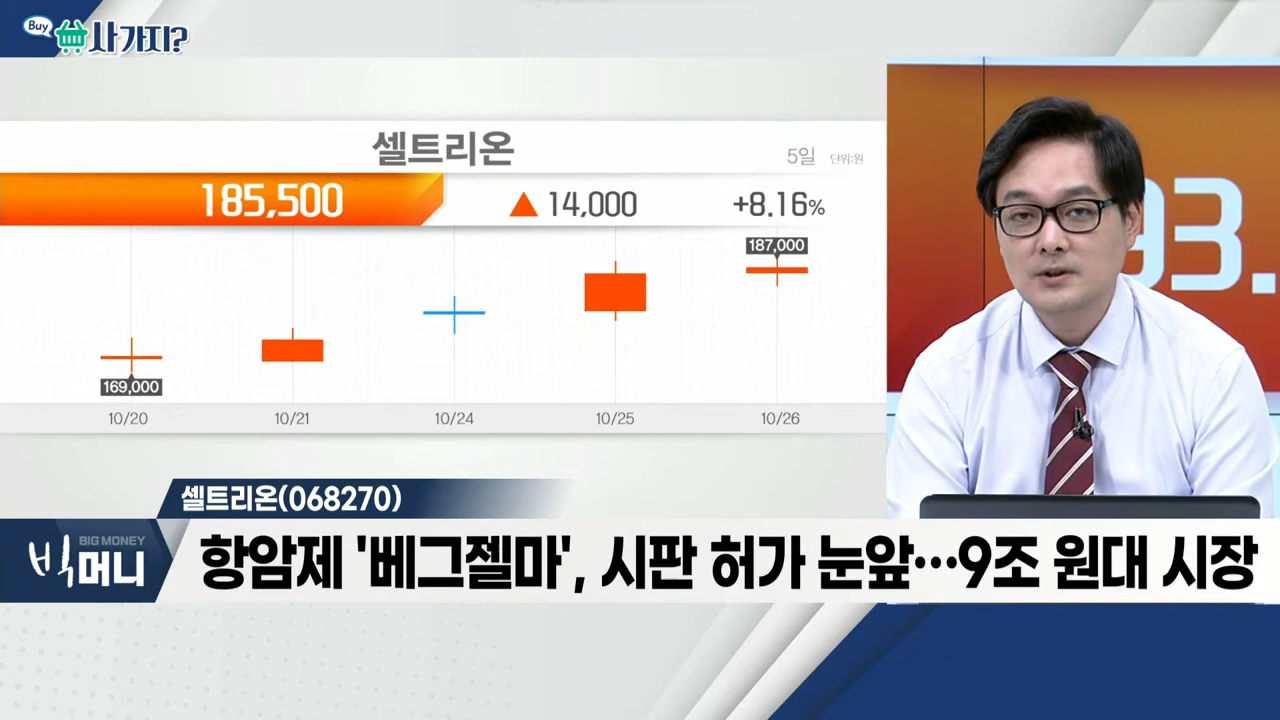 Buy
사 가지?
셀트리온
5일 단위:원
185,500 ▲ 14,000 +8.16%
187,000
169,000
10/20 10/21 10/24 10/25 10/26
93.
셀트리온(068270)
BIG MONEY
빅머니
항암제 '베그젤마', 시판 허가 눈앞…9조 원대 시장